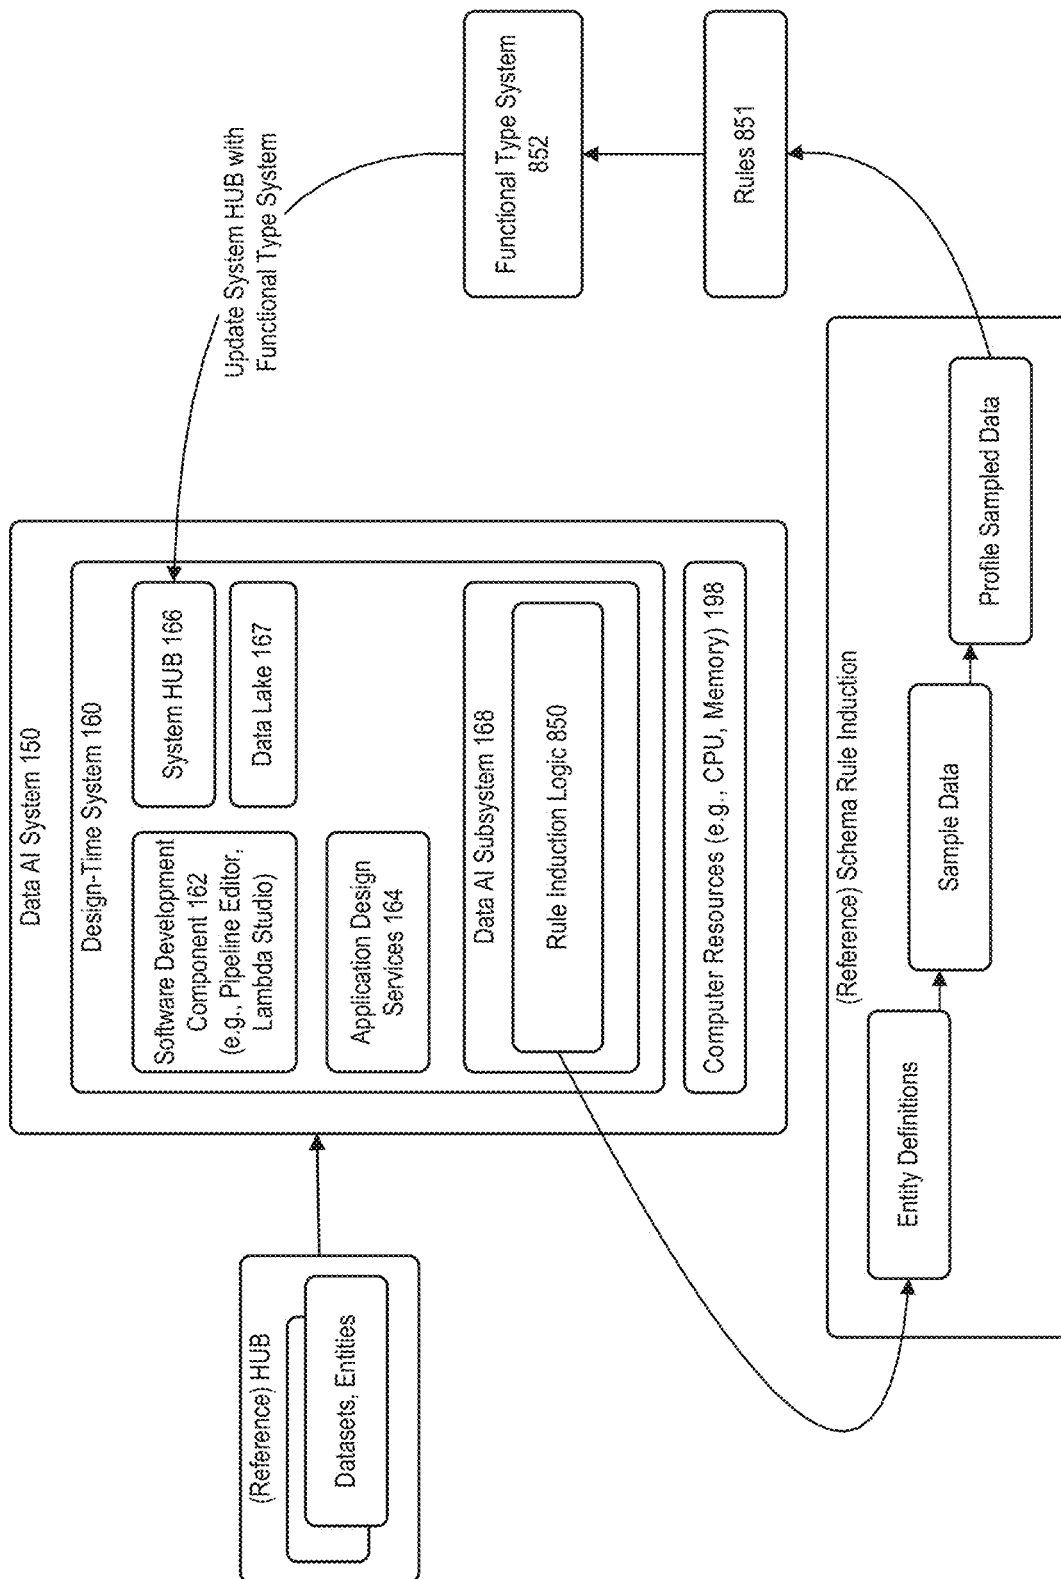 (Reference) HUB
Datasets, Entities
Data AI System 150
Design-Time System 160
Software Development
Component 162
(e.g., Pipeline Editor,
Lambda Studio)
System HUB 166
Data Lake 167
Application Design
Services 164
Data AI Subsystem 168
Rule Induction Logic 850
Computer Resources (e.g., CPU, Memory) 198
Update System HUB with
Functional Type System
Functional Type System
852
Rules 851
(Reference) Schema Rule Induction
Entity Definitions
Sample Data
Profile Sampled Data